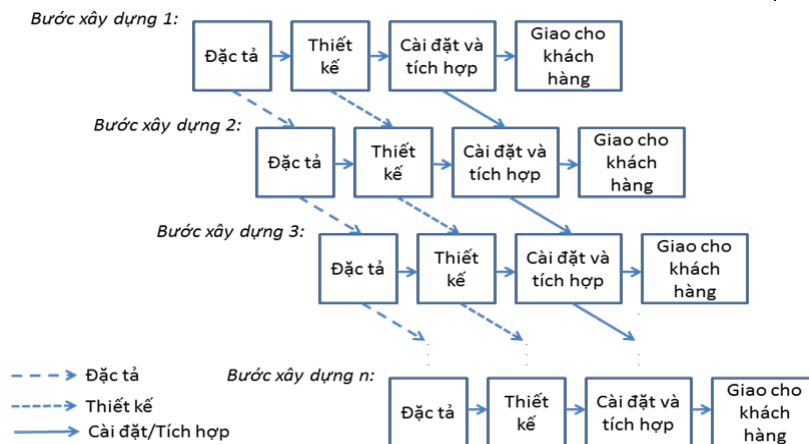 Bước xây dựng 1:
Đặc tả
Thiết
kế
Cài đặt và
tích hợp
Giao cho
khách
hàng
Bước xây dựng 2:
Đặc tả
Thiết
kế
Cài đặt và
tích hợp
Giao cho
khách
hàng
Bước xây dựng 3:
Đặc tả
Thiết
kế
Cài đặt và
tích hợp
Giao cho
khách
hàng
Bước xây dựng n:
Đặc tả
Thiết
kế
Cài đặt và
tích hợp
Giao cho
khách
hàng
Đặc tả
Thiết kế
Cài đặt/Tích hợp